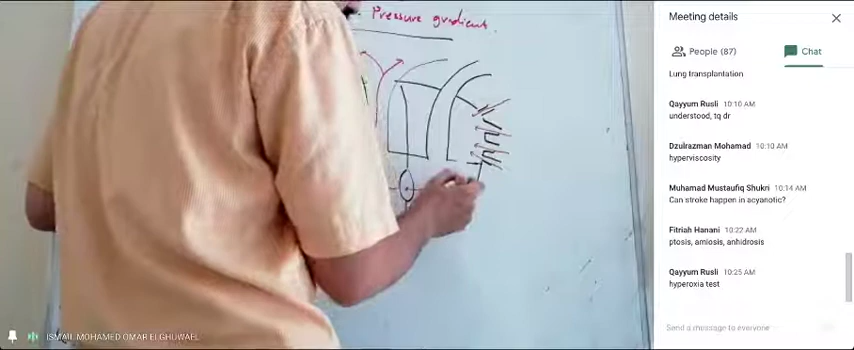 Pressure gradient.
ISMAIL MOHAMED OMAR ELGHUWAEL
Meeting details
People (87)
Chat
Lung transplantation
Qayyum Rusli 10:10 AM
understood, tq dr
Dzulrazman Mohamad 10:10 AM
hyperviscosity
Muhamad Mustaufiq Shukri 10:14 AM
Can stroke happen in acyanotic?
Fitriah Hanani 10:22 AM
ptosis, amiosis, anhidrosis
Qayyum Rusli 10:25 AM
hyperoxia test
Send a message to everyone